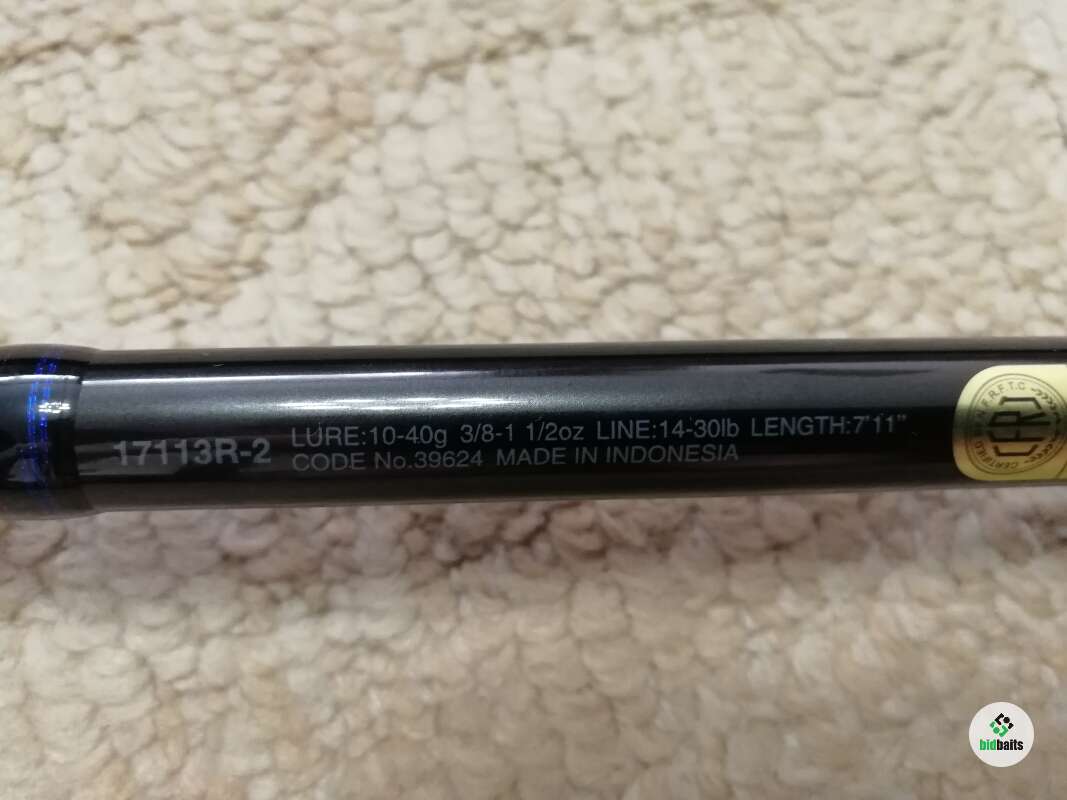 17113R-2
LURE:10-40g 3/8-1 1/2oz LINE:14-30lb LENGTH:7'11"
CODE No.39624 MADE IN INDONESIA
CERTIFIED
bidbaits